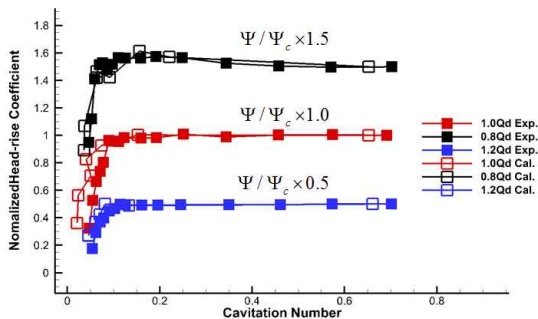 NomalizedHead-rise Coefficient
1.8
1.6
1.4
1.2
1
0.8
0.6
0.4
0.2
0
Ψ/Ψc×1.5
Ψ/Ψc×1.0
Ψ/Ψc×0.5
1.0Qd Exp.
0.8Qd Exp.
1.2Qd Exp.
1.0Qd Cal.
0.8Qd Cal.
1.2Qd Cal.
0 0.2 0.4 0.6 0.8
Cavitation Number